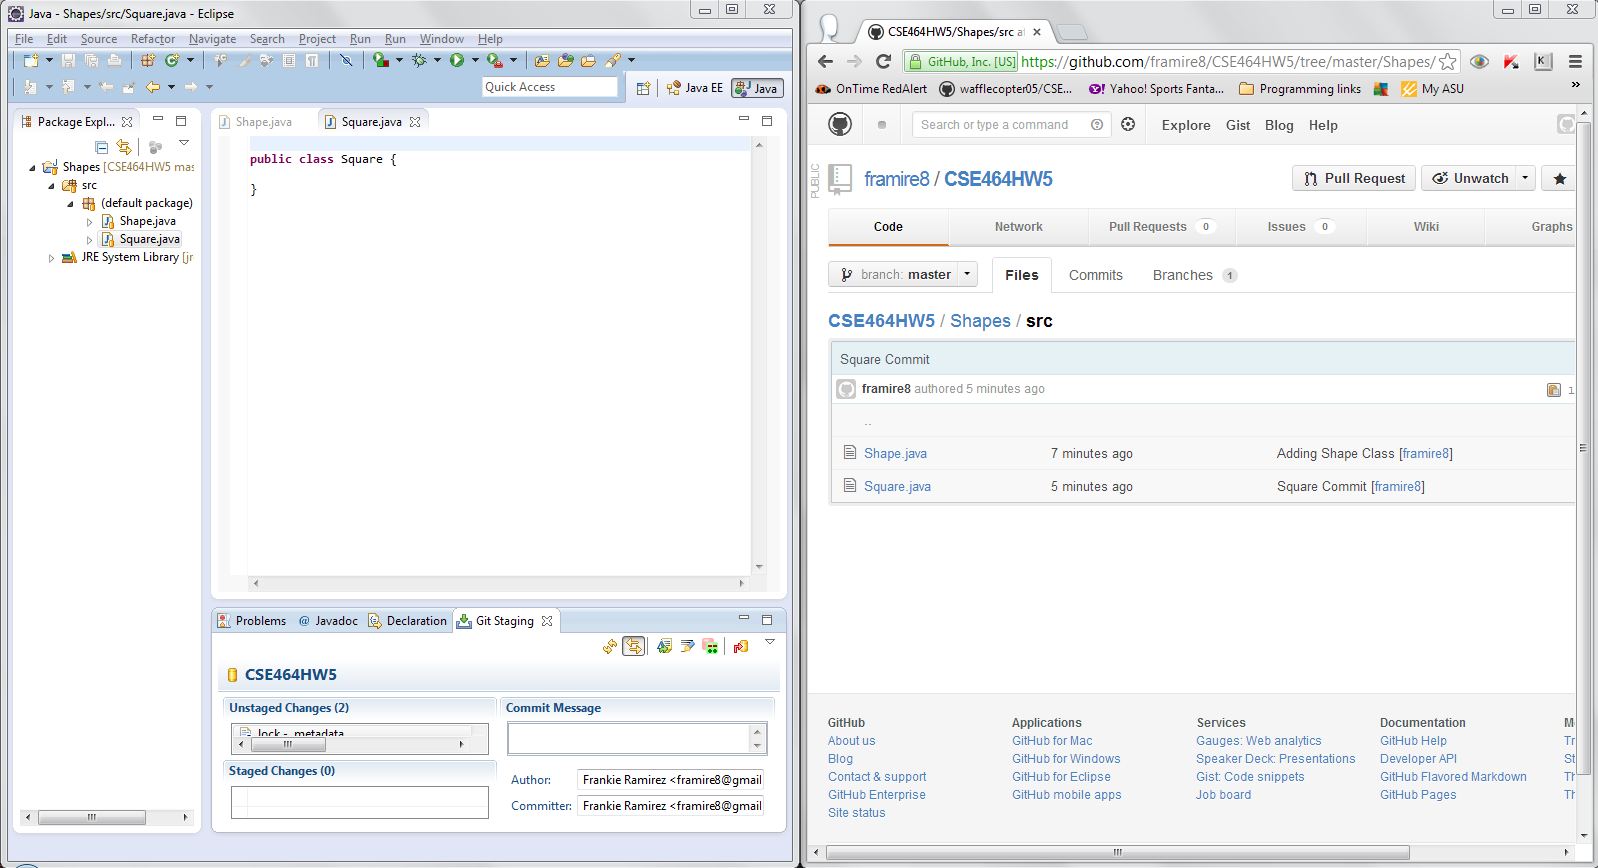 Java - Shapes/src/Square.java - Eclipse
File Edit Source Refactor Navigate Search Project Run Run Window Help
Quick Access
Java EE
Java
Package Expl...
Shapes [CSE464HW5 mas
src
(default package)
Shape.java
Square.java
JRE System Library [jr
Shape.java
Square.java
public class Square {
}
Problems @ Javadoc Declaration Git Staging
CSE464HW5
Unstaged Changes (2)
.lock - .metadata
Staged Changes (0)
Commit Message
Author: Frankie Ramirez <framire8@gmail
Committer: Frankie Ramirez <framire8@gmail
CSE464HW5/Shapes/src a
GitHub, Inc. [US] https://github.com/framire8/CSE464HW5/tree/master/Shapes/
OnTime RedAlert wafflecopter05/CSE... Yahoo! Sports Fanta... Programming links My ASU »
Search or type a command
Explore Gist Blog Help
PUBLIC
framire8 / CSE464HW5
Pull Request
Unwatch
Code Network Pull Requests 0 Issues 0 Wiki Graphs
branch: master
Files Commits Branches 1
CSE464HW5 / Shapes / src
Square Commit
framire8 authored 5 minutes ago
1
..
Shape.java 7 minutes ago Adding Shape Class [framire8]
Square.java 5 minutes ago Square Commit [framire8]
GitHub
About us
Blog
Contact & support
GitHub Enterprise
Site status
Applications
GitHub for Mac
GitHub for Windows
GitHub for Eclipse
GitHub mobile apps
Services
Gauges: Web analytics
Speaker Deck: Presentations
Gist: Code snippets
Job board
Documentation
GitHub Help
Developer API
GitHub Flavored Markdown
GitHub Pages
M
Tr
St
Th
Th